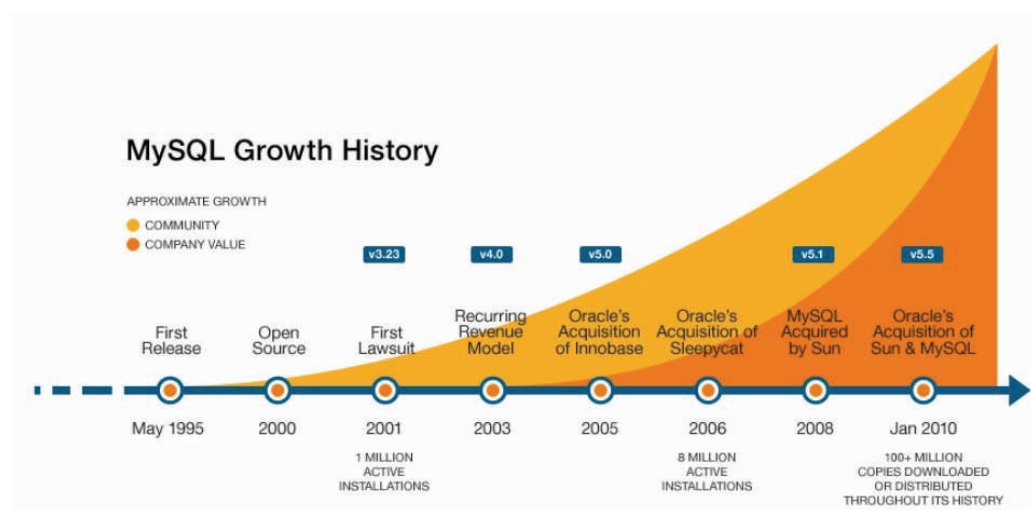 MySQL Growth History
APPROXIMATE GROWTH
COMMUNITY
COMPANY VALUE
v3.23
v4.0
v5.0
v5.1
v5.5
First
Release
Open
Source
First
Lawsuit
Recurring
Revenue
Model
Oracle's
Acquisition
of Innobase
Oracle's
Acquisition of
Sleepycat
MySQL
Acquired
by Sun
Oracle's
Acquisition of
Sun & MySQL
May 1995
2000
2001
2003
2005
2006
2008
Jan 2010
1 MILLION
ACTIVE
INSTALLATIONS
8 MILLION
ACTIVE
INSTALLATIONS
100+ MILLION
COPIES DOWNLOADED
OR DISTRIBUTED
THROUGHOUT ITS HISTORY